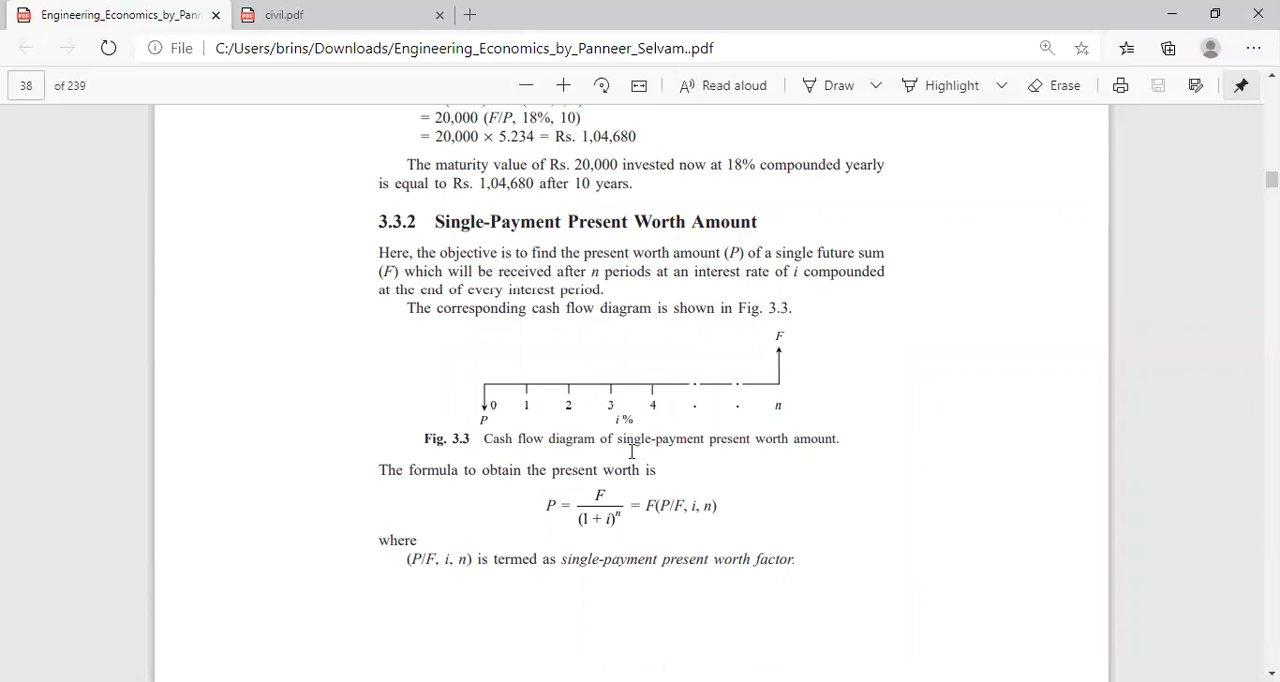 Engineering_Economics_by_Pann
civil.pdf
File
C:/Users/brins/Downloads/Engineering_Economics_by_Panneer_Selvam..pdf
38 of 239
Read aloud
Draw
Highlight
Erase
= 20,000 (F/P, 18%, 10)
= 20,000 × 5.234 = Rs. 1,04,680
The maturity value of Rs. 20,000 invested now at 18% compounded yearly
is equal to Rs. 1,04,680 after 10 years.
3.3.2 Single-Payment Present Worth Amount
Here, the objective is to find the present worth amount (P) of a single future sum
(F) which will be received after n periods at an interest rate of i compounded
at the end of every interest period.
The corresponding cash flow diagram is shown in Fig. 3.3.
F
0 1 2 3 4 . . n
P i %
Fig. 3.3 Cash flow diagram of single-payment present worth amount.
The formula to obtain the present worth is
P = F / (1 + i)^n = F(P/F, i, n)
where
(P/F, i, n) is termed as single-payment present worth factor.